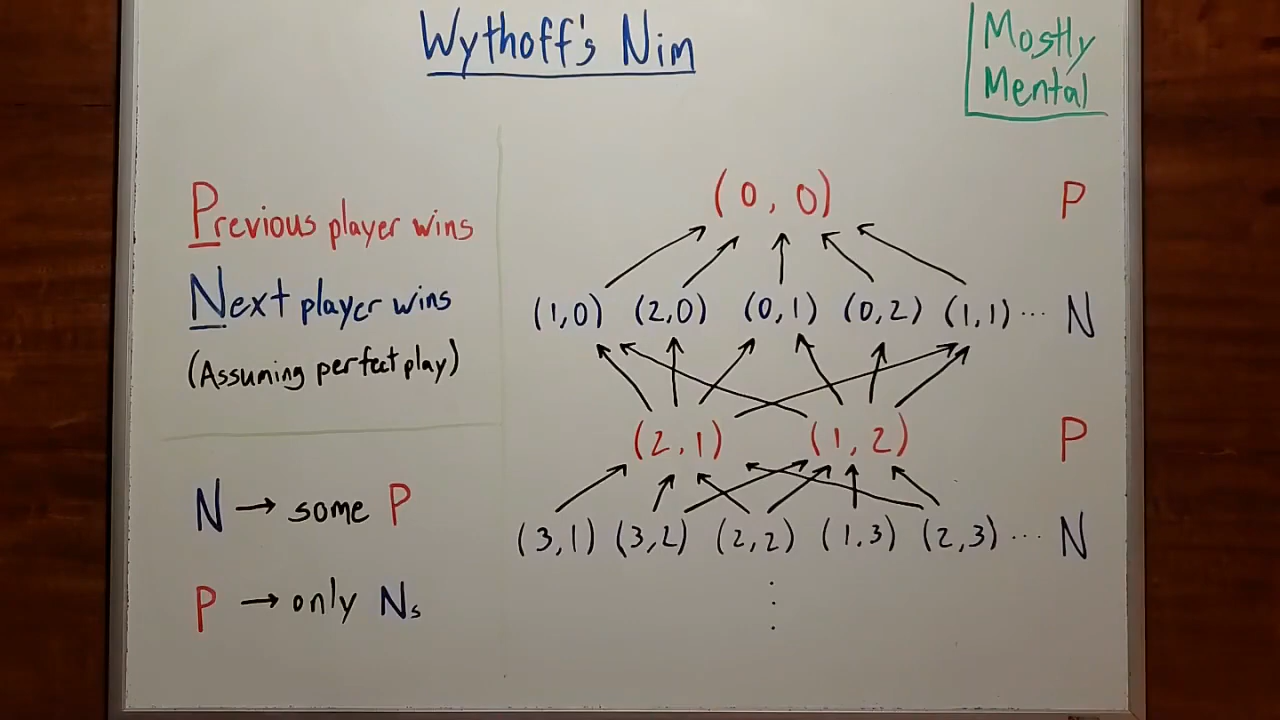 Wythoff's Nim
Mostly
Mental
Previous player wins
Next player wins
(Assuming perfect play)
N → some P
P → only Ns
(0, 0) P
(1,0) (2,0) (0,1) (0,2) (1,1) ... N
(2,1) (1,2) P
(3,1) (3,2) (2,2) (1,3) (2,3) ... N